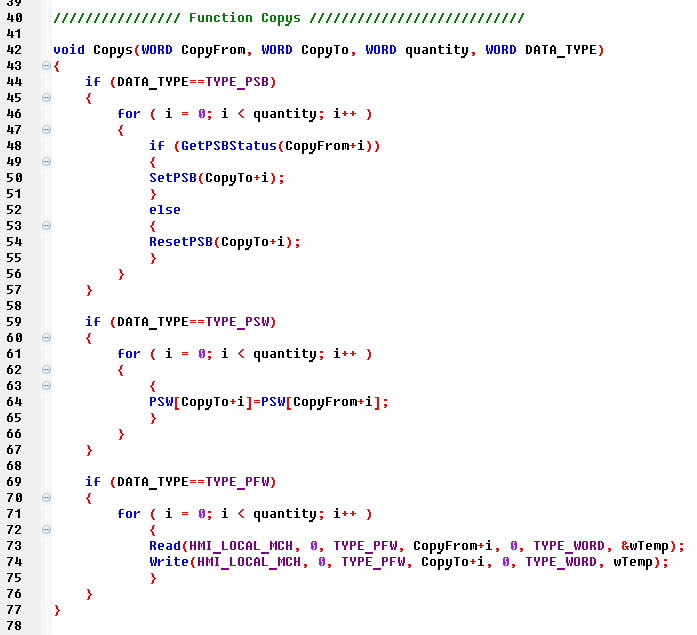 39
40 /////////////// Function Copys ///////////////////////////
41
42 void Copys(WORD CopyFrom, WORD CopyTo, WORD quantity, WORD DATA_TYPE)
43 {
44     if (DATA_TYPE==TYPE_PSB)
45     {
46         for ( i = 0; i < quantity; i++ )
47         {
48             if (GetPSBStatus(CopyFrom+i))
49             {
50             SetPSB(CopyTo+i);
51             }
52             else
53             {
54             ResetPSB(CopyTo+i);
55             }
56         }
57     }
58
59     if (DATA_TYPE==TYPE_PSW)
60     {
61         for ( i = 0; i < quantity; i++ )
62         {
63             {
64             PSW[CopyTo+i]=PSW[CopyFrom+i];
65             }
66         }
67     }
68
69     if (DATA_TYPE==TYPE_PFW)
70     {
71         for ( i = 0; i < quantity; i++ )
72             {
73             Read(HMI_LOCAL_MCH, 0, TYPE_PFW, CopyFrom+i, 0, TYPE_WORD, &wTemp);
74             Write(HMI_LOCAL_MCH, 0, TYPE_PFW, CopyTo+i, 0, TYPE_WORD, wTemp);
75             }
76     }
77 }
78